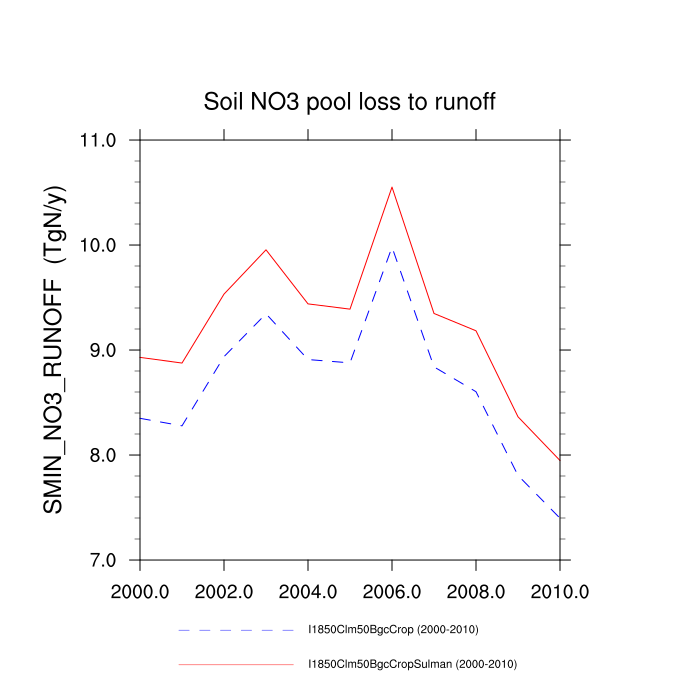 Soil NO3 pool loss to runoff
SMIN_NO3_RUNOFF (TgN/y)
11.0
10.0
9.0
8.0
7.0
2000.0 2002.0 2004.0 2006.0 2008.0 2010.0
I1850Clm50BgcCrop (2000-2010)
I1850Clm50BgcCropSulman (2000-2010)